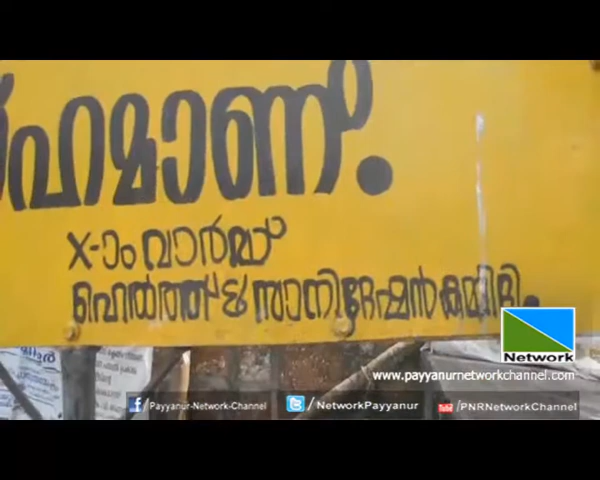 ഹമാണ്.
X-ാം വാർഡ്
ഹെൽത്ത് & സാനിറ്റേഷൻ കമ്മിറ്റി.
Network
www.payyanurnetworkchannel.com
/Payyanur-Network-Channel
/NetworkPayyanur
/PNRNetworkChannel